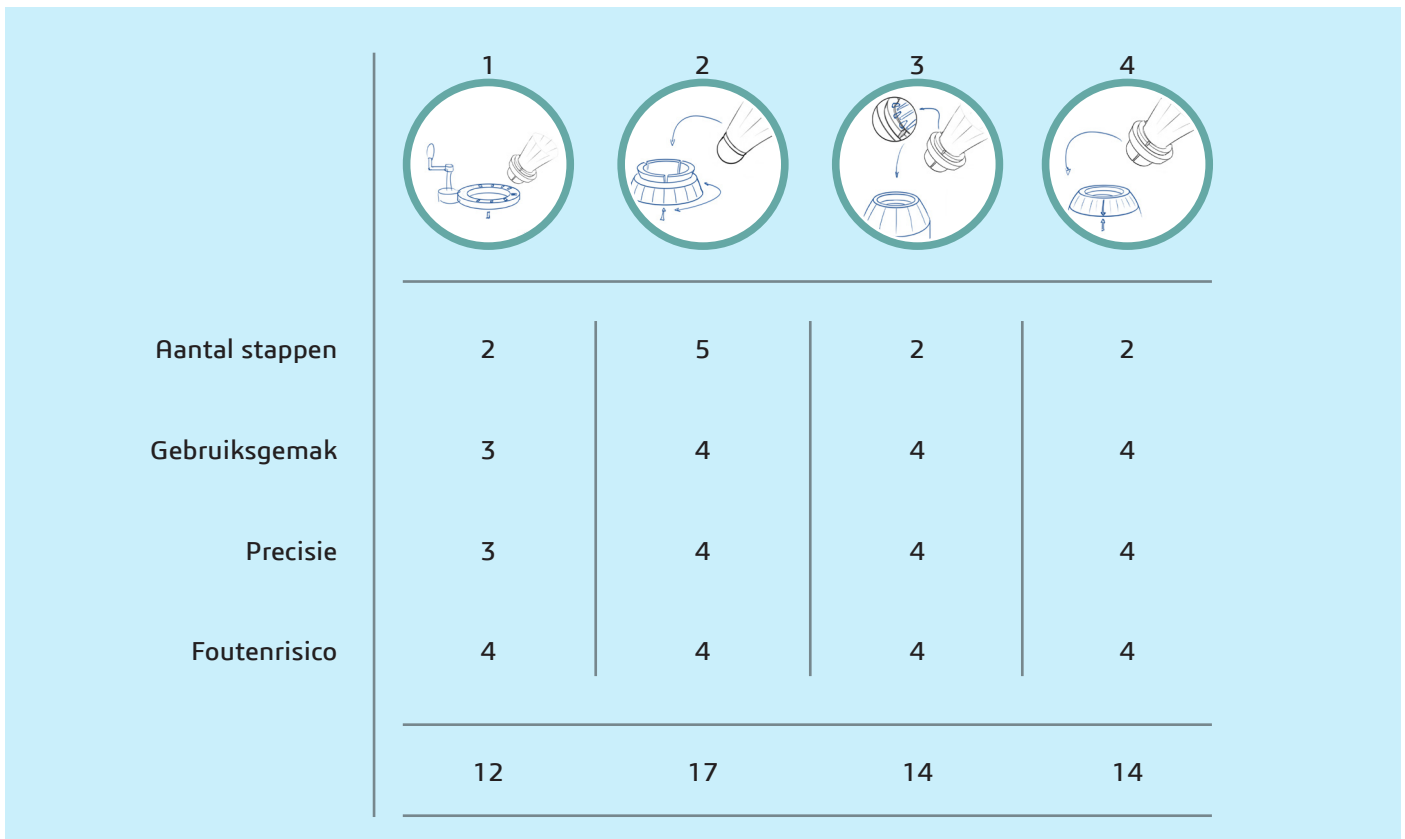 1 2 3 4
Aantal stappen 2 5 2 2
Gebruiksgemak 3 4 4 4
Precisie 3 4 4 4
Foutenrisico 4 4 4 4
12 17 14 14